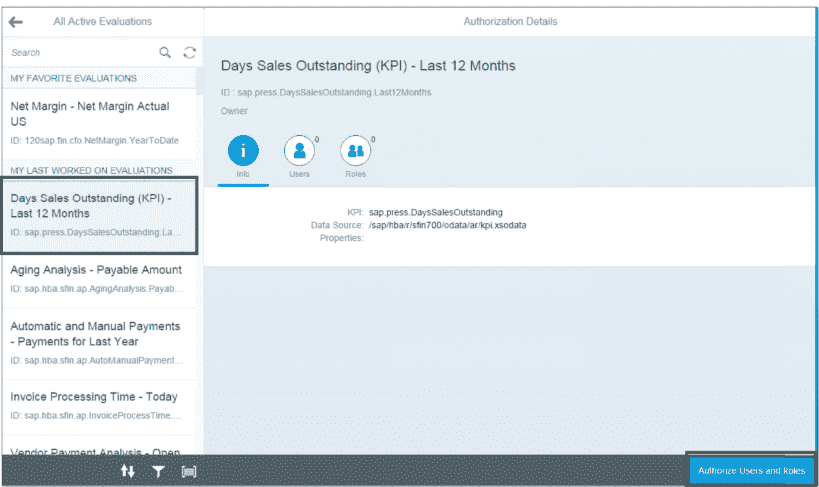 All Active Evaluations
Authorization Details
Search
MY FAVORITE EVALUATIONS
Net Margin - Net Margin Actual
US
ID: 120sap.fin.cfo.NetMargin.YearToDate
MY LAST WORKED ON EVALUATIONS
Days Sales Outstanding (KPI) -
Last 12 Months
ID: sap.press.DaysSalesOutstanding.La...
Aging Analysis - Payable Amount
ID: sap.hba.sfin.ap.AgingAnalysis.Payab...
Automatic and Manual Payments
- Payments for Last Year
ID: sap.hba.sfin.ap.AutoManualPayment...
Invoice Processing Time - Today
ID: sap.hba.sfin.ap.InvoiceProcessTime....
Vendor Payment Analysis - Open
Days Sales Outstanding (KPI) - Last 12 Months
ID : sap.press.DaysSalesOutstanding.Last12Months
Owner
0
0
Info
Users
Roles
KPI: sap.press.DaysSalesOutstanding
Data Source: /sap/hba/r/sfin700/odata/ar/kpi.xsodata
Properties:
Authorize Users and Roles